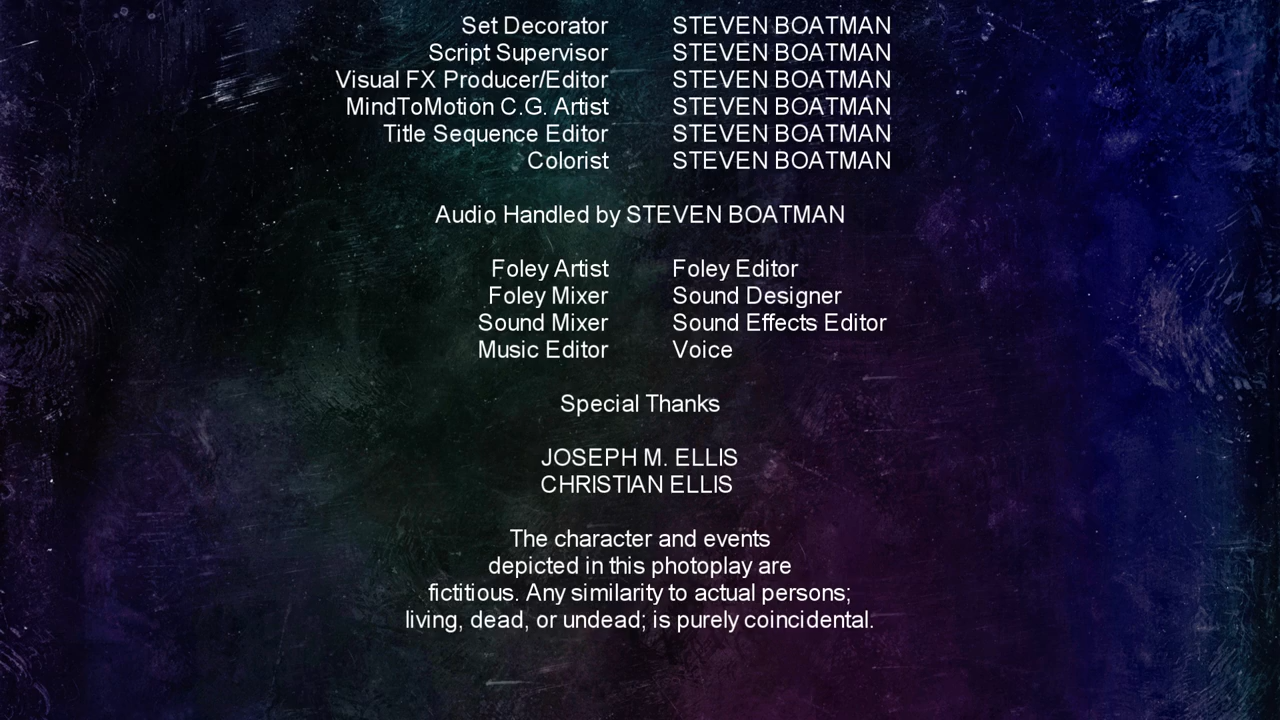 Set Decorator STEVEN BOATMAN
Script Supervisor STEVEN BOATMAN
Visual FX Producer/Editor STEVEN BOATMAN
MindToMotion C.G. Artist STEVEN BOATMAN
Title Sequence Editor STEVEN BOATMAN
Colorist STEVEN BOATMAN
Audio Handled by STEVEN BOATMAN
Foley Artist Foley Editor
Foley Mixer Sound Designer
Sound Mixer Sound Effects Editor
Music Editor Voice
Special Thanks
JOSEPH M. ELLIS
CHRISTIAN ELLIS
The character and events
depicted in this photoplay are
fictitious. Any similarity to actual persons;
living, dead, or undead; is purely coincidental.